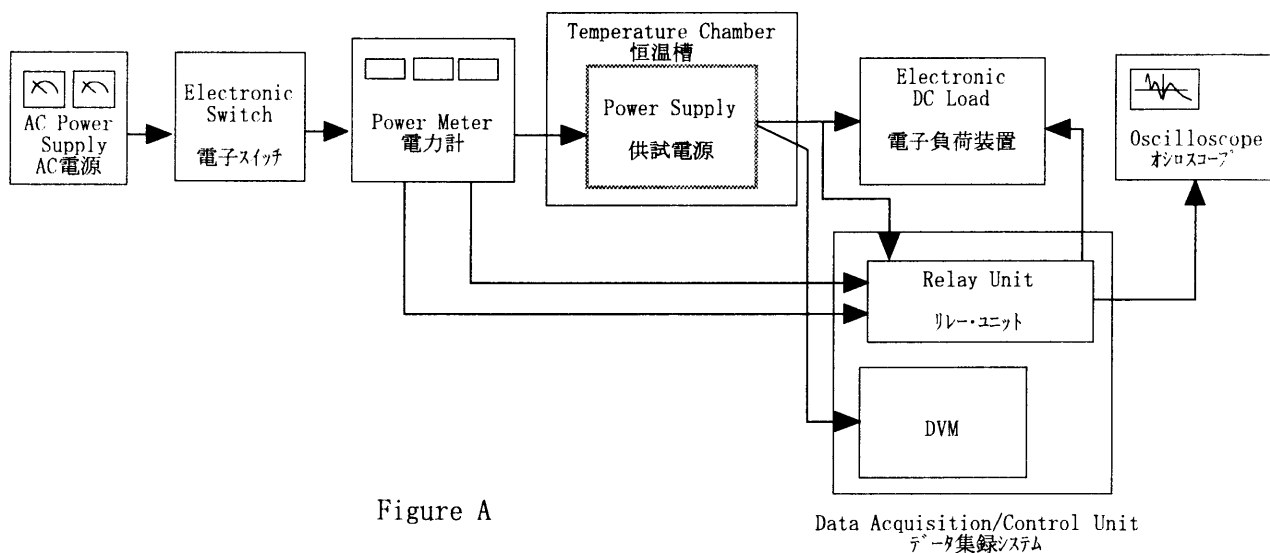 AC Power
Supply
AC電源
Electronic
Switch
電子スイッチ
Power Meter
電力計
Temperature Chamber
恒温槽
Power Supply
供試電源
Electronic
DC Load
電子負荷装置
Oscilloscope
オシロスコープ
Relay Unit
リレー・ユニット
DVM
Figure A
Data Acquisition/Control Unit
データ集録システム